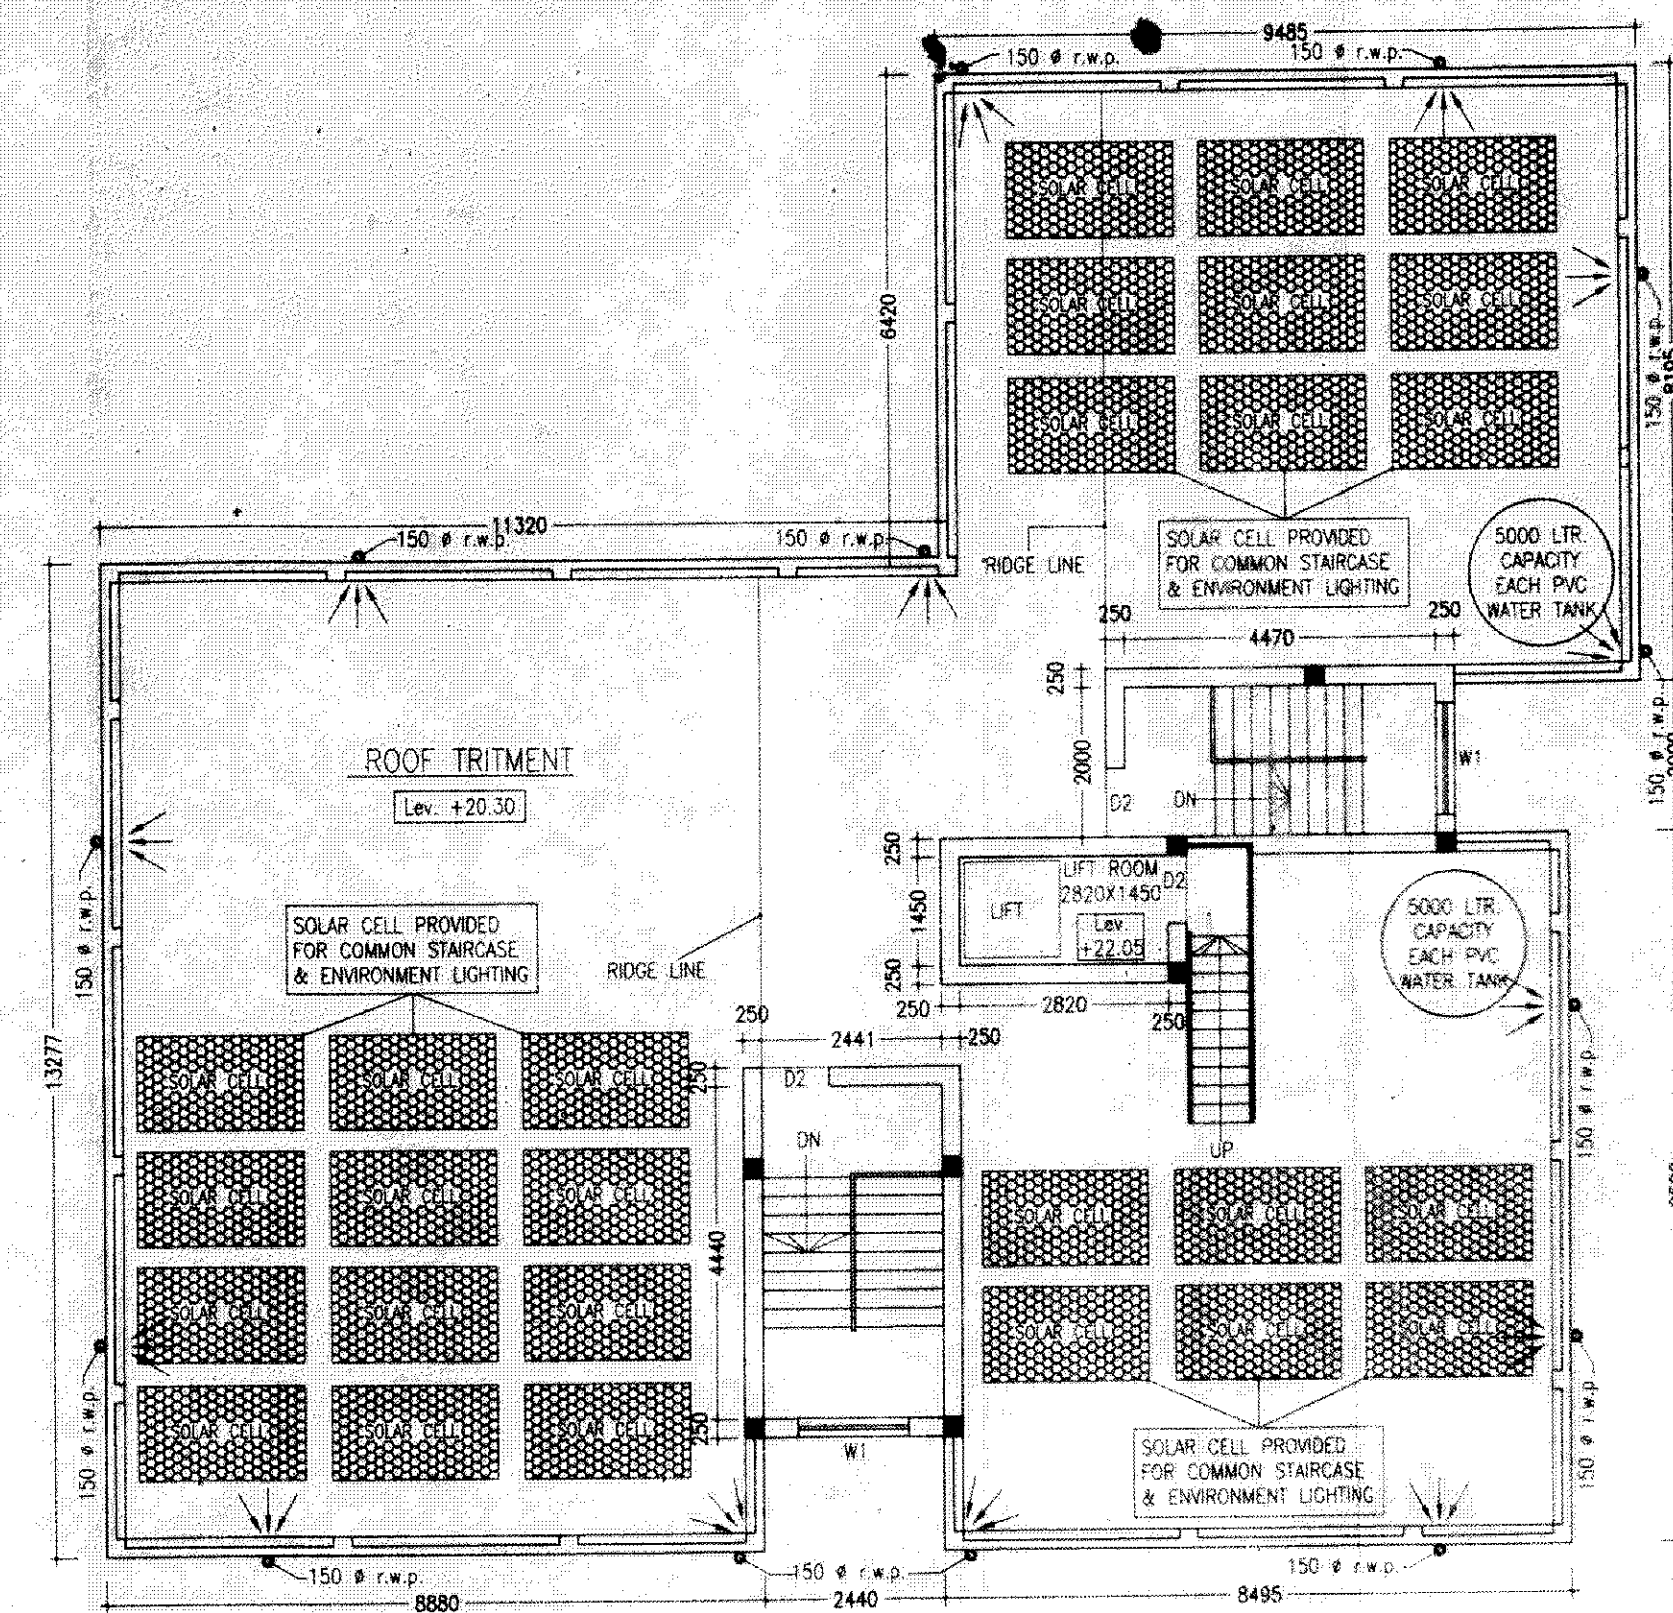 9485
150 ø r.w.p.
150 ø r.w.p.
SOLAR CELL
SOLAR CELL
SOLAR CELL
6420
SOLAR CELL
SOLAR CELL
SOLAR CELL
150 ø r.w.p.
SOLAR CELL
SOLAR CELL
SOLAR CELL
11320
150 ø r.w.p.
150 ø r.w.p.
RIDGE LINE
SOLAR CELL PROVIDED
FOR COMMON STAIRCASE
& ENVIRONMENT LIGHTING
5000 LTR.
CAPACITY
EACH PVC
WATER TANK
250
4470
250
250
2000
D2
DN
W1
150 ø r.w.p.
ROOF TRITMENT
Lev. +20.30
150 ø r.w.p.
13277
250
1450
250
LIFT ROOM
2820X1450
D2
LIFT
Lev
+22.05
250
2820
250
5000 LTR.
CAPACITY
EACH PVC
WATER TANK
150 ø r.w.p.
SOLAR CELL PROVIDED
FOR COMMON STAIRCASE
& ENVIRONMENT LIGHTING
RIDGE LINE
250
2441
250
250
D2
DN
UP
SOLAR CELL
SOLAR CELL
SOLAR CELL
SOLAR CELL
SOLAR CELL
SOLAR CELL
SOLAR CELL
SOLAR CELL
SOLAR CELL
SOLAR CELL
SOLAR CELL
SOLAR CELL
4440
250
W1
SOLAR CELL
SOLAR CELL
SOLAR CELL
SOLAR CELL
SOLAR CELL
SOLAR CELL
SOLAR CELL PROVIDED
FOR COMMON STAIRCASE
& ENVIRONMENT LIGHTING
150 ø r.w.p.
150 ø r.w.p.
150 ø r.w.p.
150 ø r.w.p.
150 ø r.w.p.
8880
2440
8495